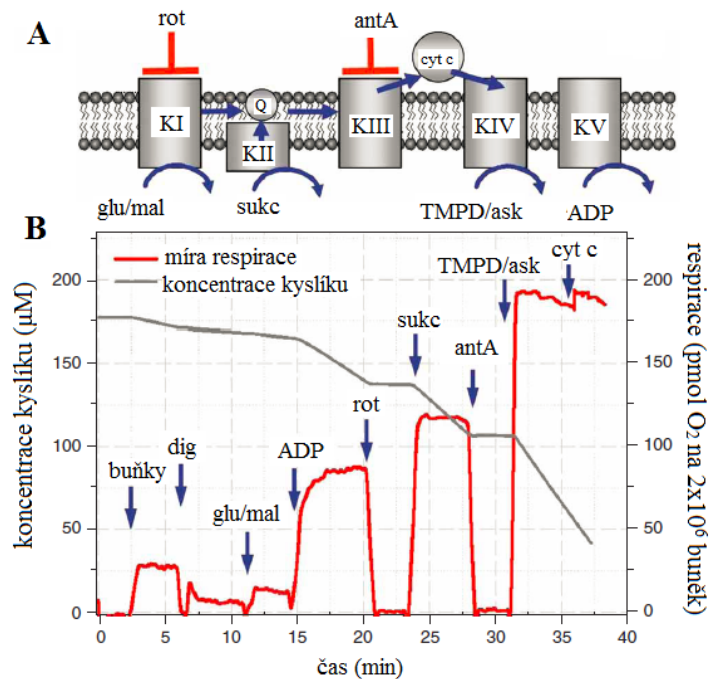 A
rot
antA
cyt c
Q
KI
KII
KIII
KIV
KV
glu/mal
sukc
TMPD/ask
ADP
B
míra respirace
koncentrace kyslíku
koncentrace kyslíku (μM)
respirace (pmol O₂ na 2x10⁶ buněk)
200
150
100
50
0
200
150
100
50
0
buňky
dig
glu/mal
ADP
rot
sukc
antA
TMPD/ask
cyt c
0 5 10 15 20 25 30 35 40
čas (min)